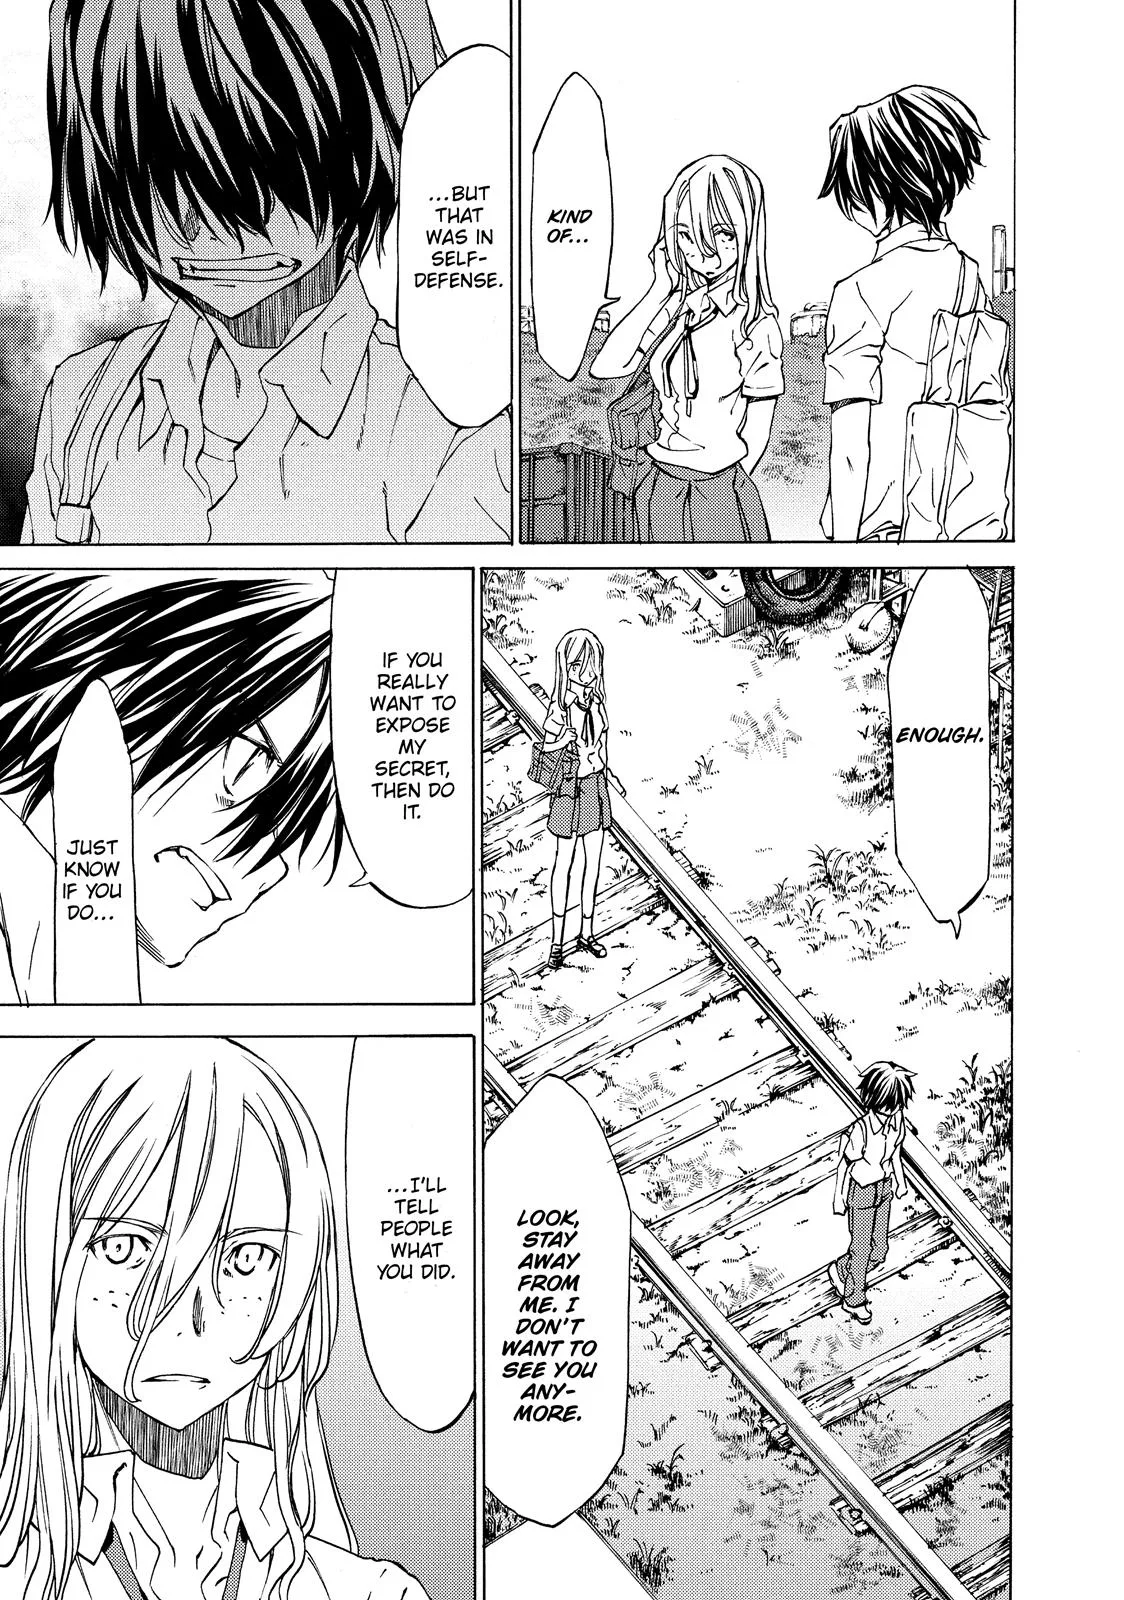 KIND
OF...
...BUT
THAT
WAS IN
SELF-
DEFENSE.
ENOUGH.
LOOK,
STAY
AWAY
FROM
ME. I
DON'T
WANT TO
SEE YOU
ANY-
MORE.
IF YOU
REALLY
WANT TO
EXPOSE
MY
SECRET,
THEN DO
IT.
JUST
KNOW
IF YOU
DO...
...I'LL
TELL
PEOPLE
WHAT
YOU DID.